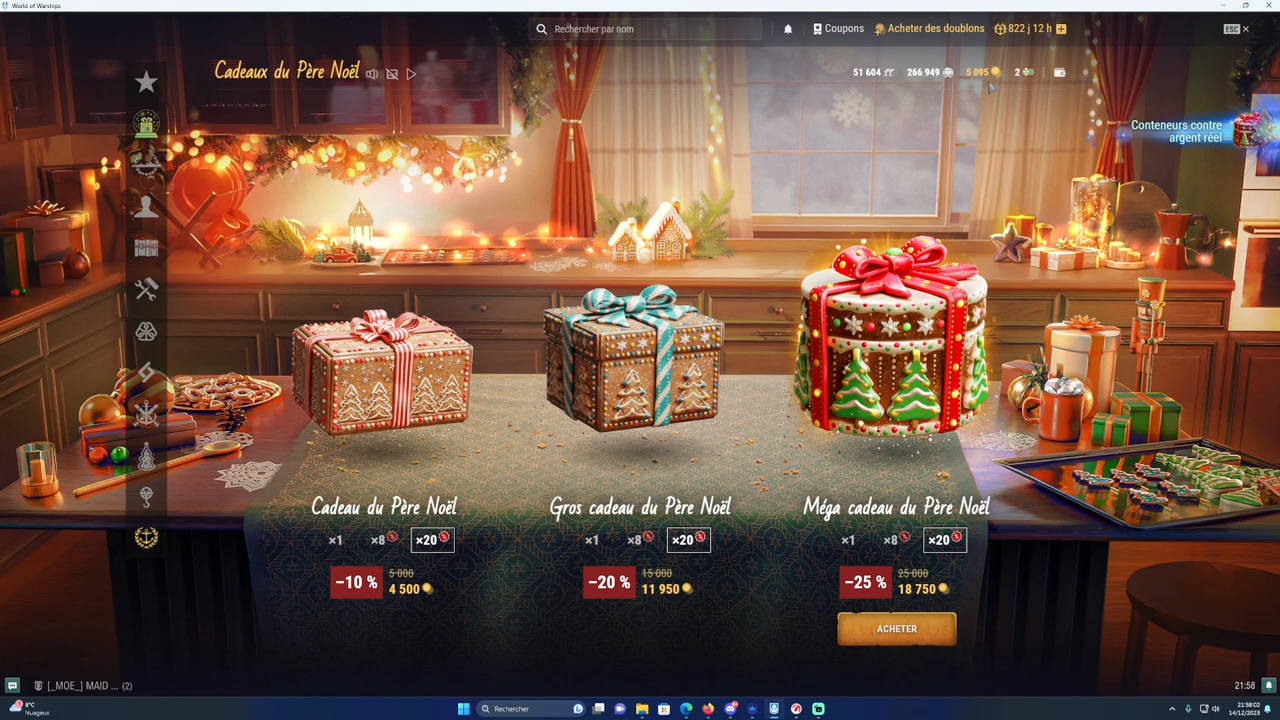 World of Warships
Rechercher par nom
Coupons
Acheter des doublons
822 j 12 h
ESC
Cadeaux du Père Noël
51 604
266 949
5 095
2
Conteneurs contre
argent réel
Cadeau du Père Noël
×1 ×8 ×20
−10 %
5 000
4 500
Gros cadeau du Père Noël
×1 ×8 ×20
−20 %
15 000
11 950
Méga cadeau du Père Noël
×1 ×8 ×20
−25 %
25 000
18 750
ACHETER
[_MOE_] MAID ... (2)
21:58
8°C
Nuageux
Rechercher
21:58:02
14/12/2023